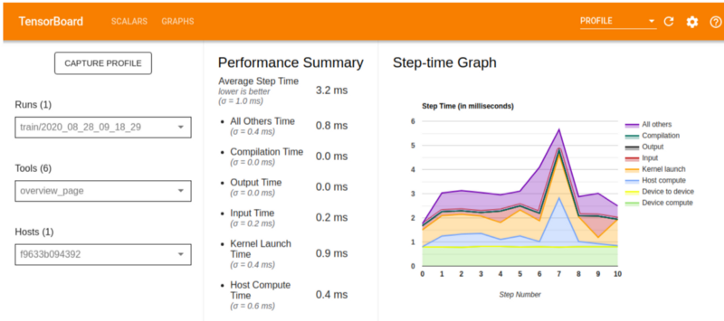 TensorBoard
SCALARS
GRAPHS
PROFILE
CAPTURE PROFILE
Runs (1)
train/2020_08_28_09_18_29
Tools (6)
overview_page
Hosts (1)
f9633b094392
Performance Summary
Average Step Time
lower is better
(σ = 1.0 ms)
3.2 ms
All Others Time
(σ = 0.4 ms)
0.8 ms
Compilation Time
(σ = 0.0 ms)
0.0 ms
Output Time
(σ = 0.0 ms)
0.0 ms
Input Time
(σ = 0.2 ms)
0.2 ms
Kernel Launch
Time
(σ = 0.4 ms)
0.9 ms
Host Compute
Time
(σ = 0.6 ms)
0.4 ms
Step-time Graph
Step Time (in milliseconds)
6
5
4
3
2
1
0
0 1 2 3 4 5 6 7 8 9 10
Step Number
All others
Compilation
Output
Input
Kernel launch
Host compute
Device to device
Device compute